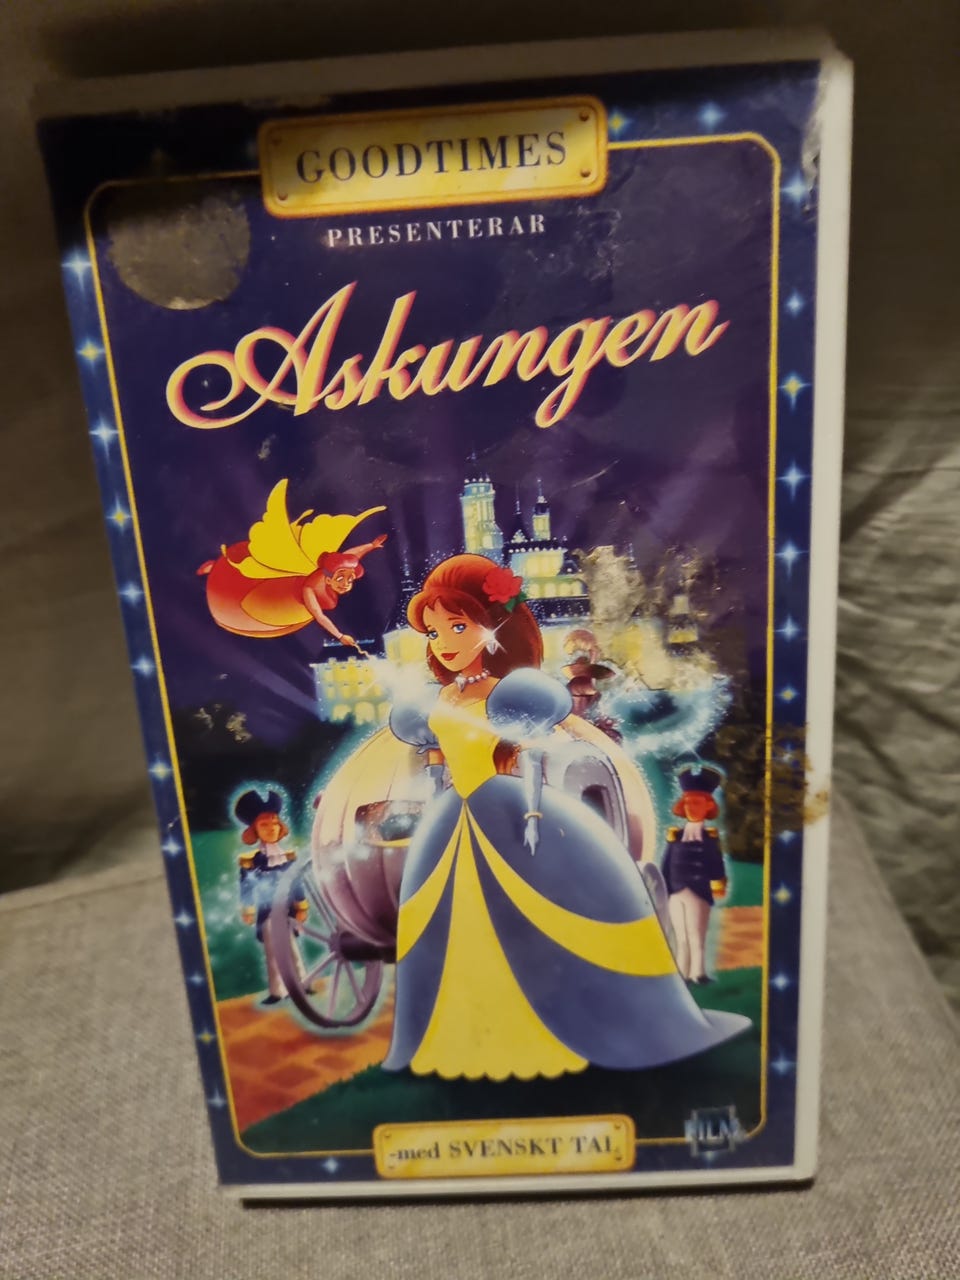 GOODTIMES
PRESENTERAR
Askungen
-med SVENSKT TAL